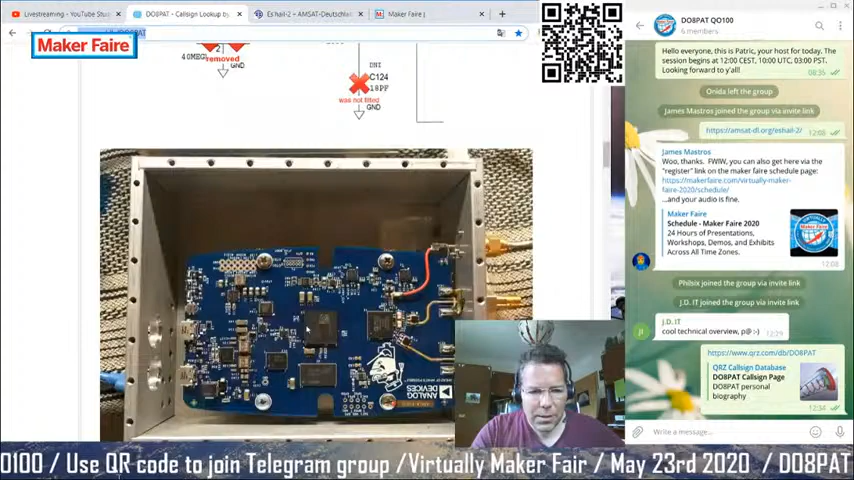 Livestreaming - YouTube Stu
DO8PAT - Callsign Lookup by
Es'hail-2 « AMSAT-Deutschl
Maker Faire |
Maker Faire
2
removed
GND
DNI
C124
18PF
was not fitted
GND
ANALOG
DEVICES
DO8PAT QO100
6 members
Hello everyone, this is Patric, your host for today. The
session begins at 12:00 CEST, 10:00 UTC, 03:00 PST.
Looking forward to y'all!
08:35
Onida left the group
James Mastros joined the group via invite link
https://amsat-dl.org/eshail-2/
12:08
James Mastros
Woo, thanks. FWIW, you can also get here via the
"register" link on the maker faire schedule page:
https://makerfaire.com/virtually-maker-
faire-2020/schedule/
...and your audio is fine.
Maker Faire
Schedule - Maker Faire 2020
24 Hours of Presentations,
Workshops, Demos, and Exhibits
Across All Time Zones.
12:08
Philsix joined the group via invite link
J.D. IT joined the group via invite link
J.D. IT
cool technical overview, p@ :-)
12:29
https://www.qrz.com/db/DO8PAT
QRZ Callsign Database
DO8PAT Callsign Page
DO8PAT personal
biography
12:34
Write a message...
O100 / Use QR code to join Telegram group /Virtually Maker Fair / May 23rd 2020 / DO8PAT